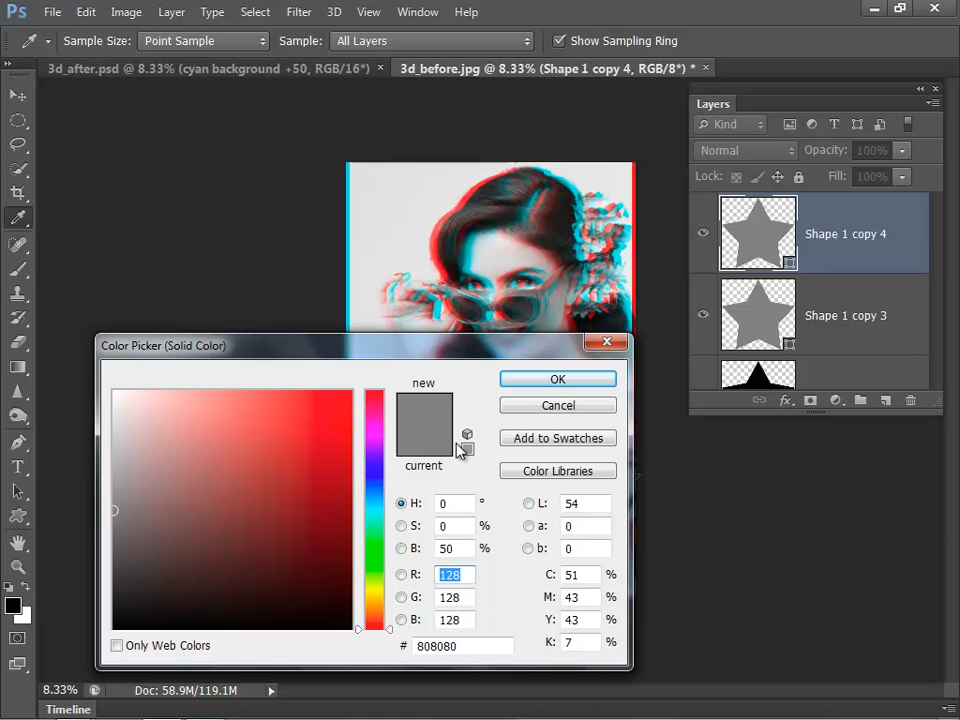 Ps File Edit Image Layer Type Select Filter 3D View Window Help
Sample Size: Point Sample Sample: All Layers Show Sampling Ring
3d_after.psd @ 8.33% (cyan background +50, RGB/16*) × 3d_before.jpg @ 8.33% (Shape 1 copy 4, RGB/8*) * ×
Layers
Kind
Normal Opacity: 100%
Lock: Fill: 100%
Shape 1 copy 4
Shape 1 copy 3
Color Picker (Solid Color)
new
current
OK
Cancel
Add to Swatches
Color Libraries
H: 0 °
S: 0 %
B: 50 %
R: 128
G: 128
B: 128
# 808080
L: 54
a: 0
b: 0
C: 51 %
M: 43 %
Y: 43 %
K: 7 %
Only Web Colors
8.33% Doc: 58.9M/119.1M
Timeline